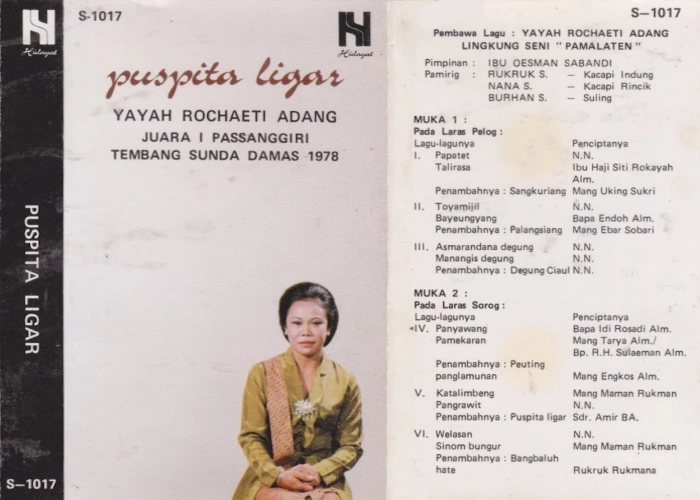 H
Hidayat
PUSPITA LIGAR
S-1017
S-1017
H
Hidayat
puspita ligar
YAYAH ROCHAETI ADANG
JUARA I PASSANGGIRI
TEMBANG SUNDA DAMAS 1978
S-1017
Pembawa Lagu : YAYAH ROCHAETI ADANG
LINGKUNG SENI " PAMALATEN "
Pimpinan : IBU OESMAN SABANDI
Pamirig : RUKRUK S. – Kacapi Indung
NANA S. – Kacapi Rincik
BURHAN S. – Suling
MUKA 1 :
Pada Laras Pelog :
Lagu-lagunya Penciptanya
I. Papatet N.N.
Talirasa Ibu Haji Siti Rokayah
Alm.
Penambahnya : Sangkuriang Mang Uking Sukri
II. Toyamijil N.N.
Bayeungyang Bapa Endoh Alm.
Penambahnya : Palangsiang Mang Ebar Sobari
III. Asmarandana degung N.N.
Manangis degung N.N.
Penambahnya : Degung Ciaul N.N.
MUKA 2 :
Pada Laras Sorog :
Lagu-lagunya Penciptanya
IV. Panyawang Bapa Idi Rosadi Alm.
Pamekaran Mang Tarya Alm./
Bp. R.H. Sulaeman Alm.
Penambahnya : Peuting
panglamunan Mang Engkos Alm.
V. Katalimbeng Mang Maman Rukman
Pangrawit N.N.
Penambahnya : Puspita ligar Sdr. Amir BA.
VI. Welasan N.N.
Sinom bungur Mang Maman Rukman
Penambahnya : Bangbaluh
hate Rukruk Rukmana